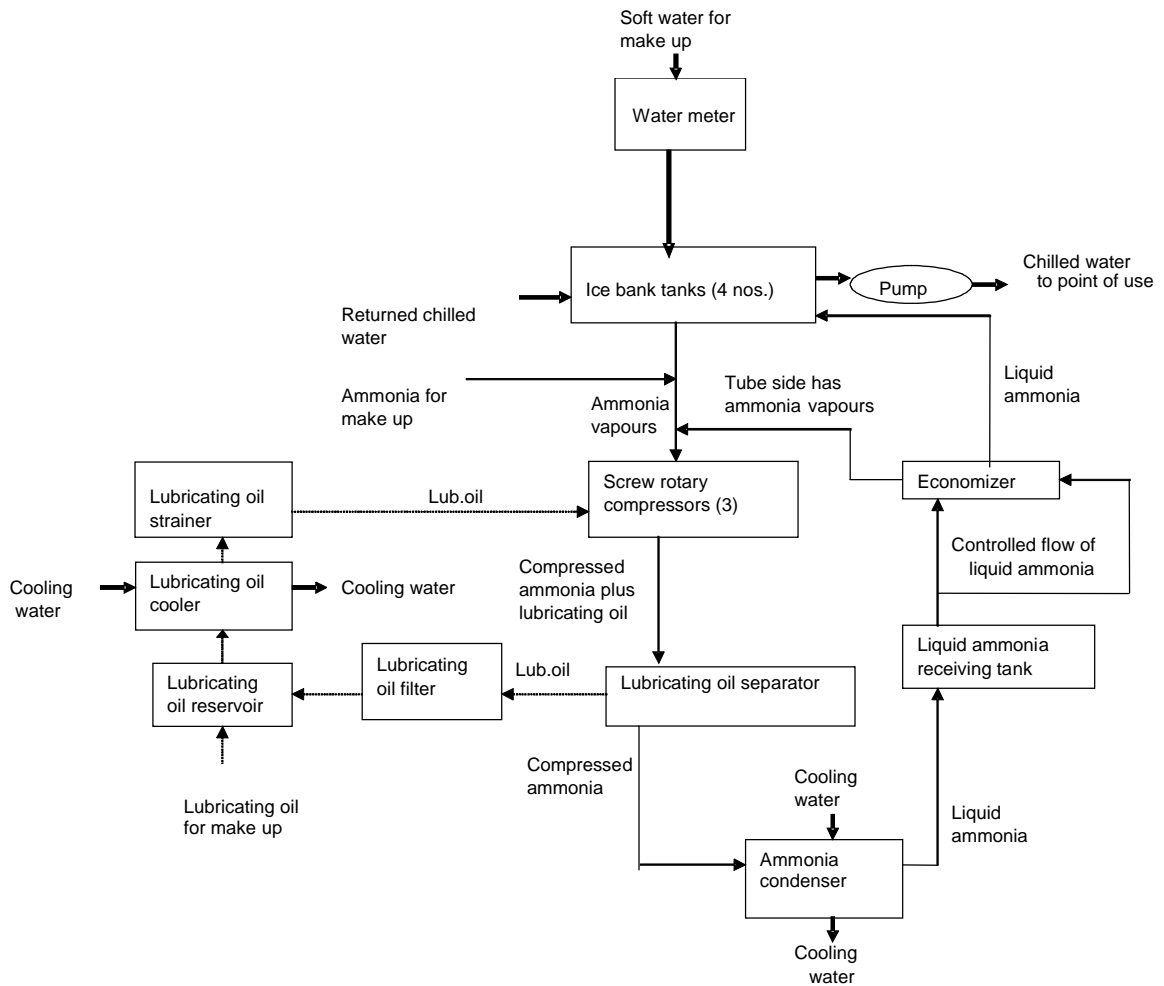 Soft water for
make up
Water meter
Ice bank tanks (4 nos.)
Pump
Chilled water
to point of use
Returned chilled
water
Ammonia for
make up
Ammonia
vapours
Tube side has
ammonia vapours
Liquid
ammonia
Lubricating oil
strainer
Lub.oil
Screw rotary
compressors (3)
Economizer
Controlled flow of
liquid ammonia
Cooling
water
Lubricating oil
cooler
Cooling water
Compressed
ammonia plus
lubricating oil
Liquid ammonia
receiving tank
Lubricating
oil reservoir
Lubricating
oil filter
Lub.oil
Lubricating oil separator
Lubricating oil
for make up
Compressed
ammonia
Cooling
water
Liquid
ammonia
Ammonia
condenser
Cooling
water